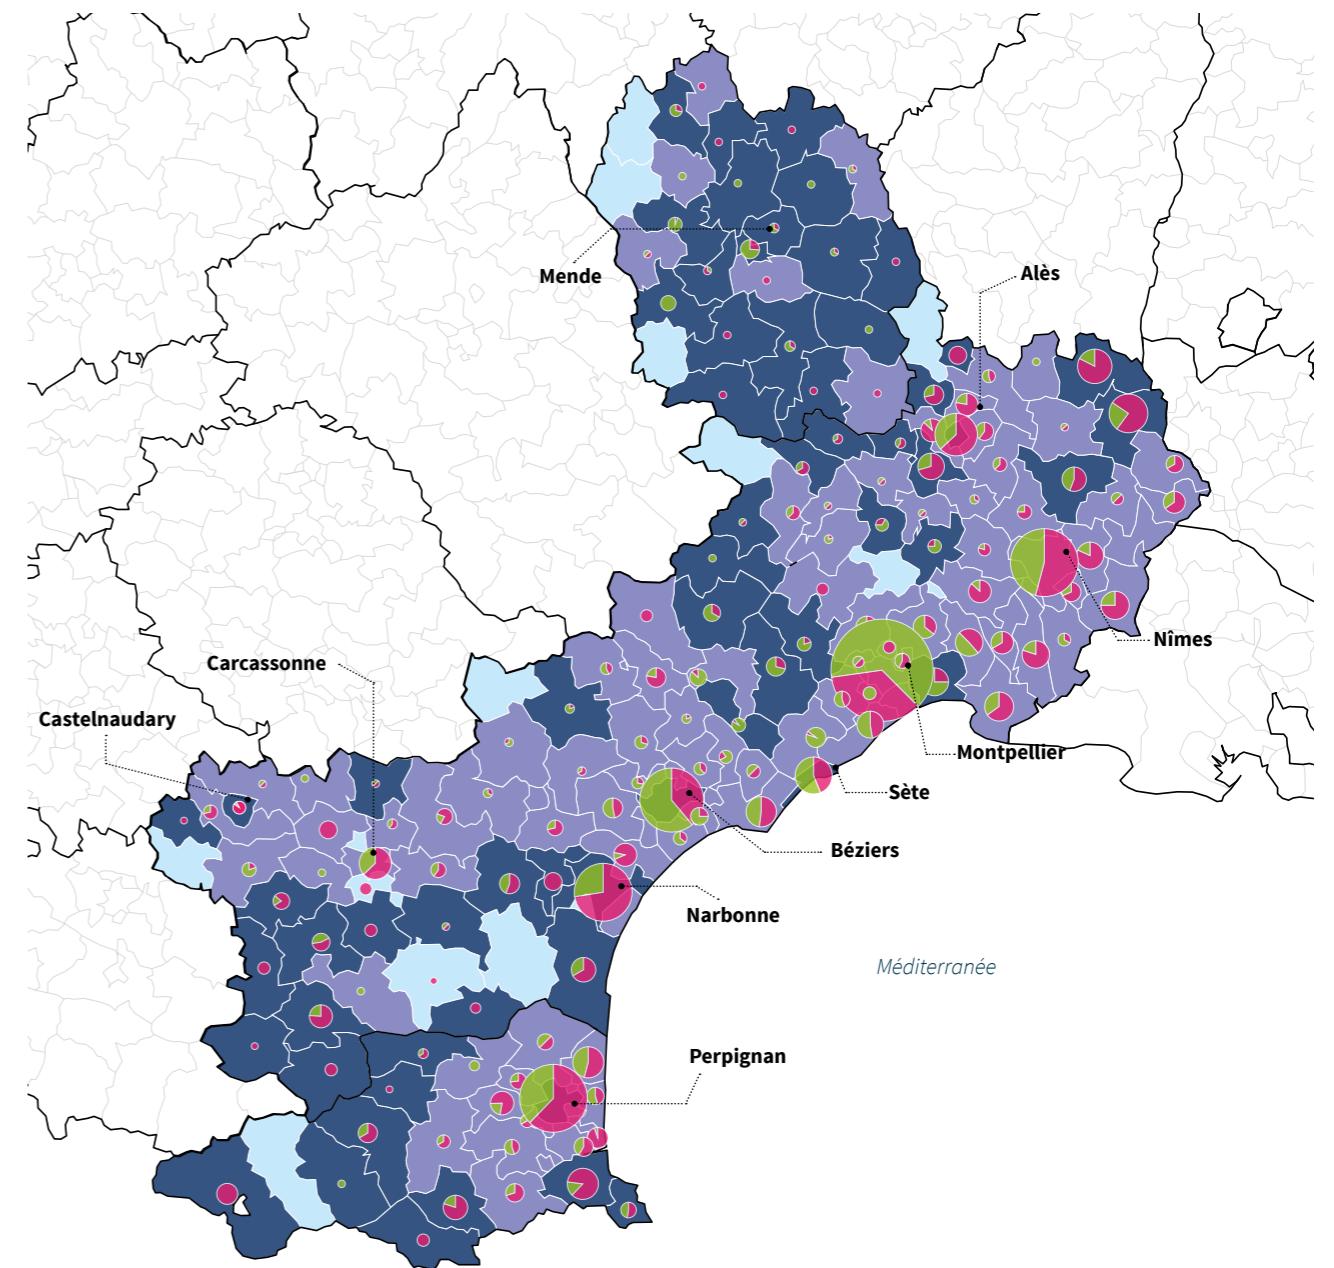 Mende
Alès
Nîmes
Carcassonne
Castelnaudary
Montpellier
Sète
Béziers
Narbonne
Méditerranée
Perpignan